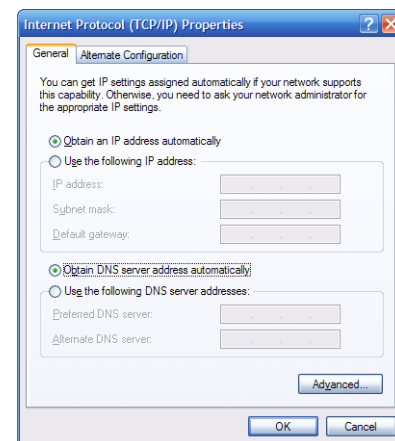 Internet Protocol (TCP/IP) Properties
General
Alternate Configuration
You can get IP settings assigned automatically if your network supports
this capability. Otherwise, you need to ask your network administrator for
the appropriate IP settings.
Obtain an IP address automatically
Use the following IP address:
IP address:
Subnet mask:
Default gateway:
Obtain DNS server address automatically
Use the following DNS server addresses:
Preferred DNS server:
Alternate DNS server:
Advanced...
OK
Cancel